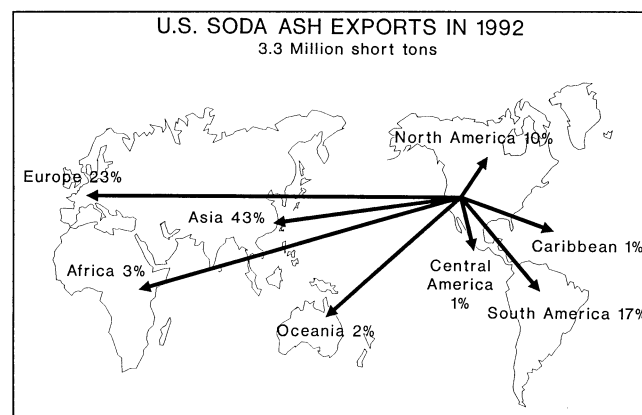 U.S. SODA ASH EXPORTS IN 1992
3.3 Million short tons
North America 10%
Europe 23%
Asia 43%
Caribbean 1%
Africa 3%
Central
America
1%
South America 17%
Oceania 2%